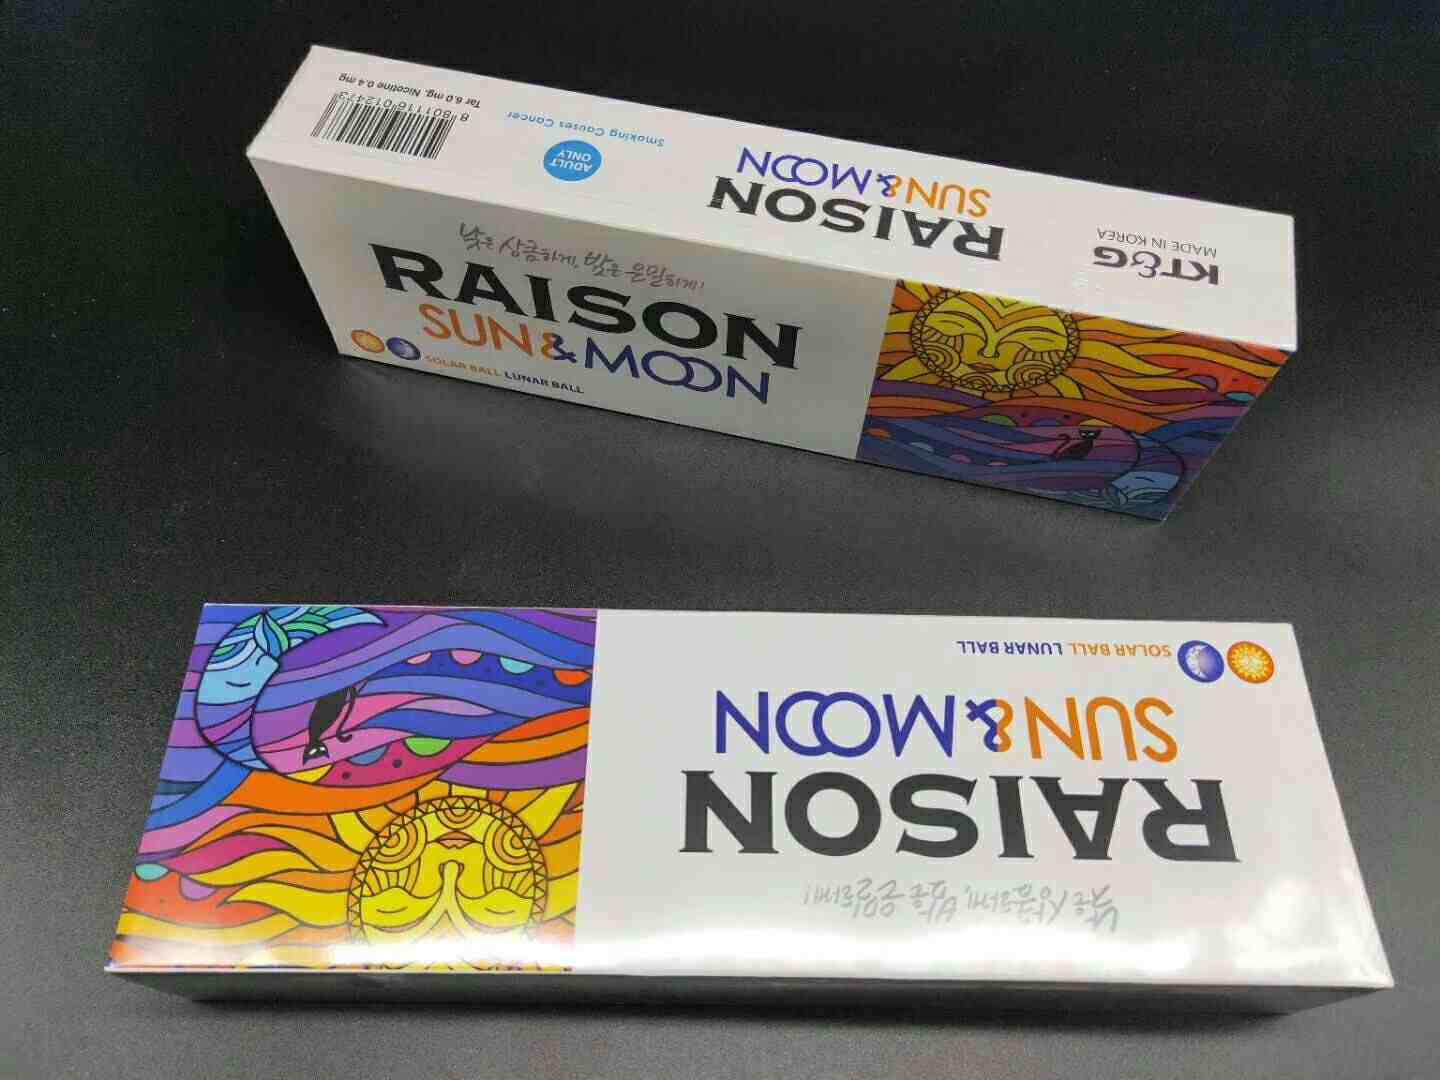 Tar 6.0 mg. Nicotine 0.4 mg
8 801116 012473
Smoking Causes Cancer
ADULT
ONLY
RAISON
SUN&MOON
KT&G
MADE IN KOREA
낮은 상큼하게, 밤은 은밀하게!
RAISON
SUN&MOON
SOLAR BALL LUNAR BALL
SOLAR BALL LUNAR BALL
SUN&MOON
RAISON
낮은 상큼하게, 밤은 은밀하게!